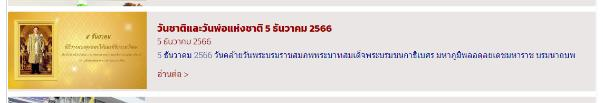 ๕ ธันวาคม
วันชาติและวันพ่อแห่งชาติ 5 ธันวาคม 2566
5 ธันวาคม 2566
5 ธันวาคม 2566 วันคล้ายวันพระบรมราชสมภพพระบาทสมเด็จพระบรมชนกาธิเบศร มหาภูมิพลอดุลยเดชมหาราช บรมนาถบพ
อ่านต่อ >